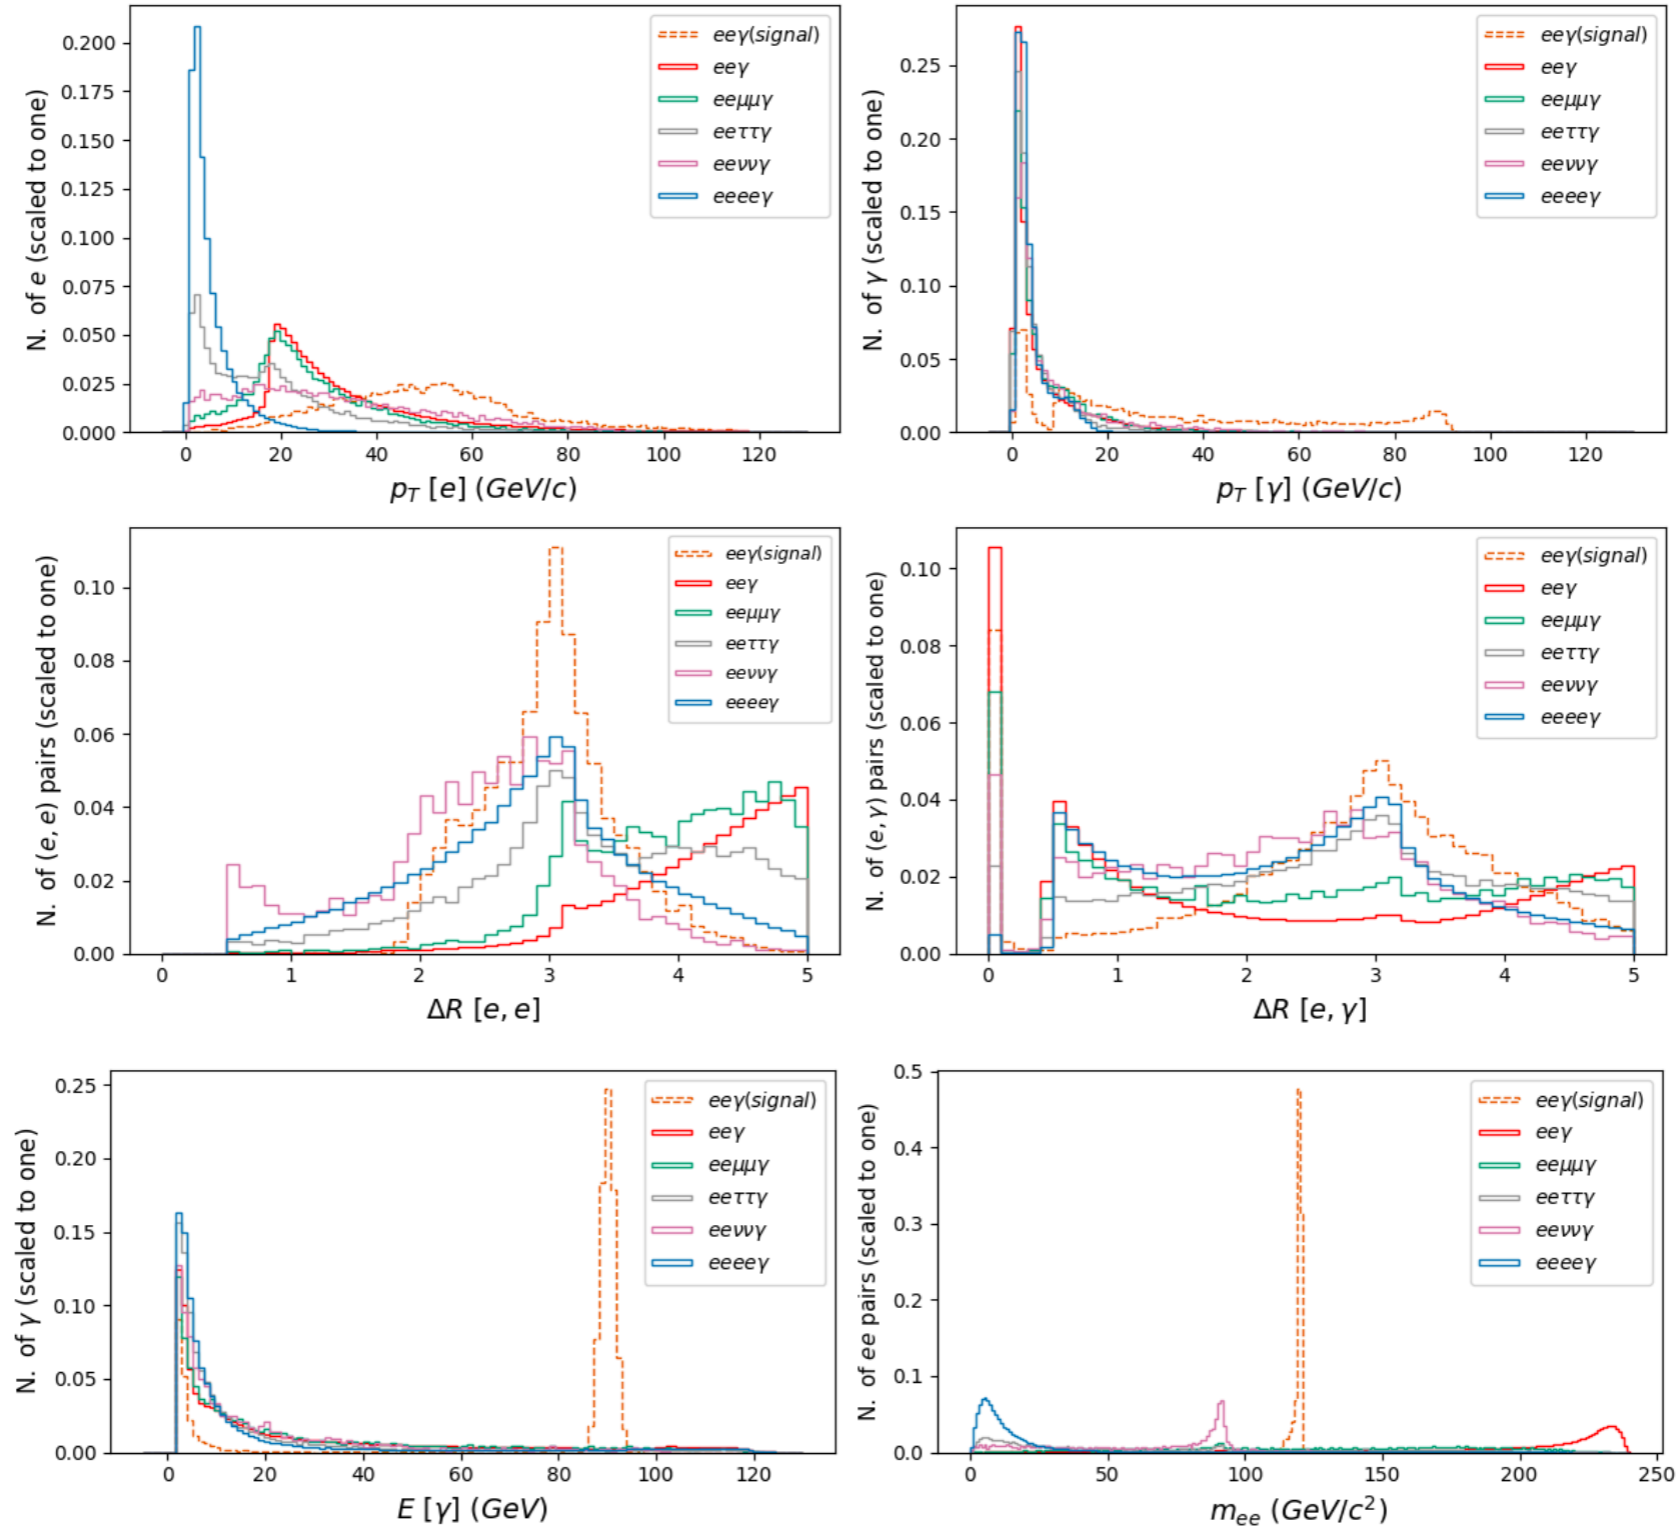 N. of e (scaled to one)
0.200
0.175
0.150
0.125
0.100
0.075
0.050
0.025
0.000
eeγ(signal)
eeγ
eeμμγ
eeττγ
eeννγ
eeeeγ
0 20 40 60 80 100 120
p_T [e] (GeV/c)
N. of γ (scaled to one)
0.25
0.20
0.15
0.10
0.05
0.00
eeγ(signal)
eeγ
eeμμγ
eeττγ
eeννγ
eeeeγ
0 20 40 60 80 100 120
p_T [γ] (GeV/c)
N. of (e, e) pairs (scaled to one)
0.10
0.08
0.06
0.04
0.02
0.00
eeγ(signal)
eeγ
eeμμγ
eeττγ
eeννγ
eeeeγ
0 1 2 3 4 5
ΔR [e, e]
N. of (e, γ) pairs (scaled to one)
0.10
0.08
0.06
0.04
0.02
0.00
eeγ(signal)
eeγ
eeμμγ
eeττγ
eeννγ
eeeeγ
0 1 2 3 4 5
ΔR [e, γ]
N. of γ (scaled to one)
0.25
0.20
0.15
0.10
0.05
0.00
eeγ(signal)
eeγ
eeμμγ
eeττγ
eeννγ
eeeeγ
0 20 40 60 80 100 120
E [γ] (GeV)
N. of ee pairs (scaled to one)
0.5
0.4
0.3
0.2
0.1
0.0
eeγ(signal)
eeγ
eeμμγ
eeττγ
eeννγ
eeeeγ
0 50 100 150 200 250
m_ee (GeV/c²)